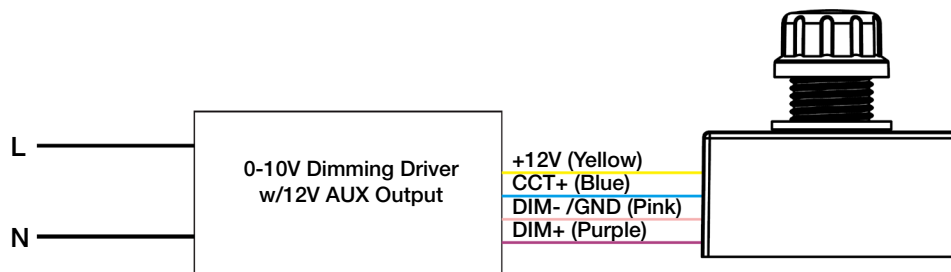 L
N
0-10V Dimming Driver
w/12V AUX Output
+12V (Yellow)
CCT+ (Blue)
DIM- /GND (Pink)
DIM+ (Purple)